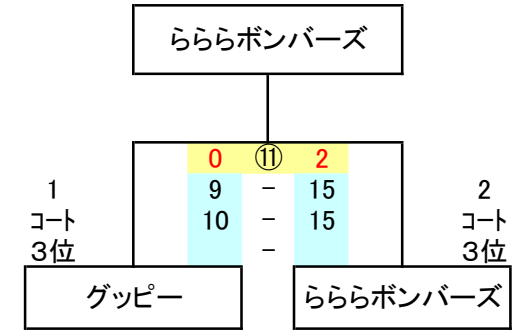 らららボンバーズ
0 ⑪ 2
1 9 - 15 2
コート 10 - 15 コート
３位 - ３位
グッピー らららボンバーズ